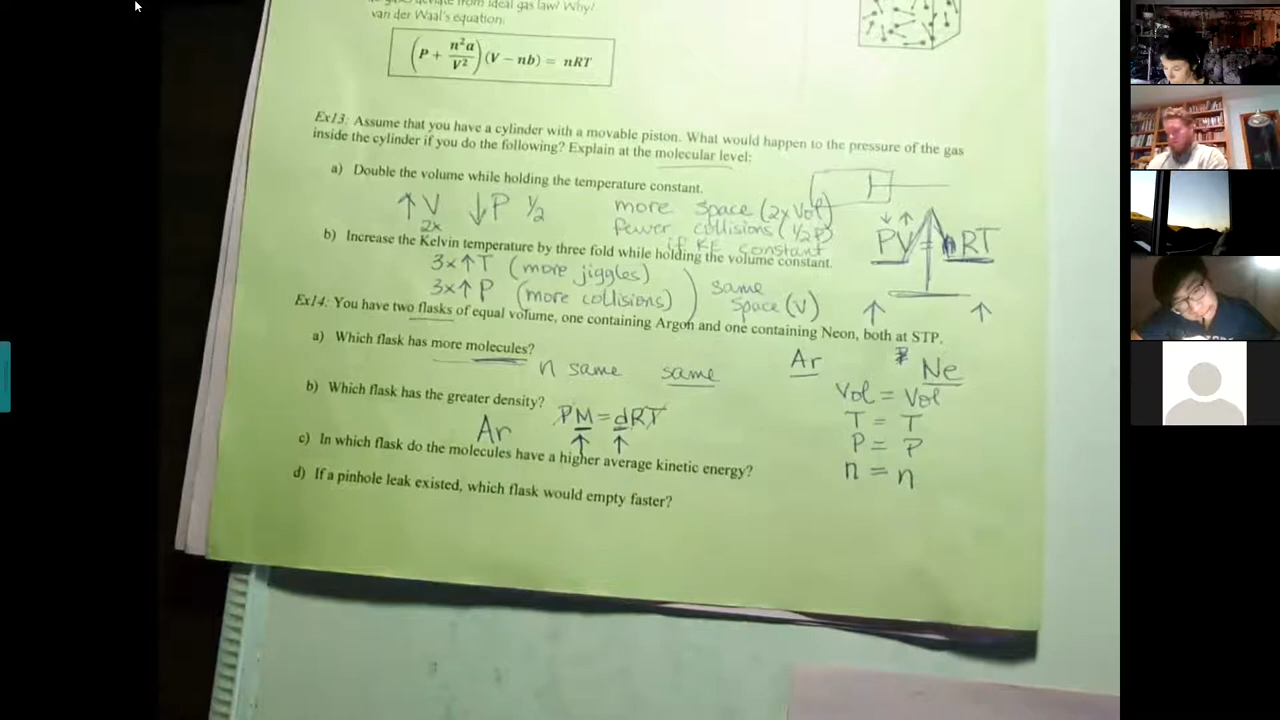 deviate from ideal gas law? Why?
van der Waal's equation:
(P + n²a/V²) (V − nb) = nRT
Ex13: Assume that you have a cylinder with a movable piston. What would happen to the pressure of the gas
inside the cylinder if you do the following? Explain at the molecular level:
a) Double the volume while holding the temperature constant.
↑V 2x ↓P ½ more space (2x Vol)
fewer collisions (½P)
if KE constant
PV = nRT
b) Increase the Kelvin temperature by three fold while holding the volume constant.
3x↑T (more jiggles)
3x↑P (more collisions) same space (V)
Ex14: You have two flasks of equal volume, one containing Argon and one containing Neon, both at STP.
a) Which flask has more molecules?
n same same
Ar Ne
Vol = Vol
T = T
P = P
n = n
b) Which flask has the greater density?
Ar PM = dRT
c) In which flask do the molecules have a higher average kinetic energy?
d) If a pinhole leak existed, which flask would empty faster?